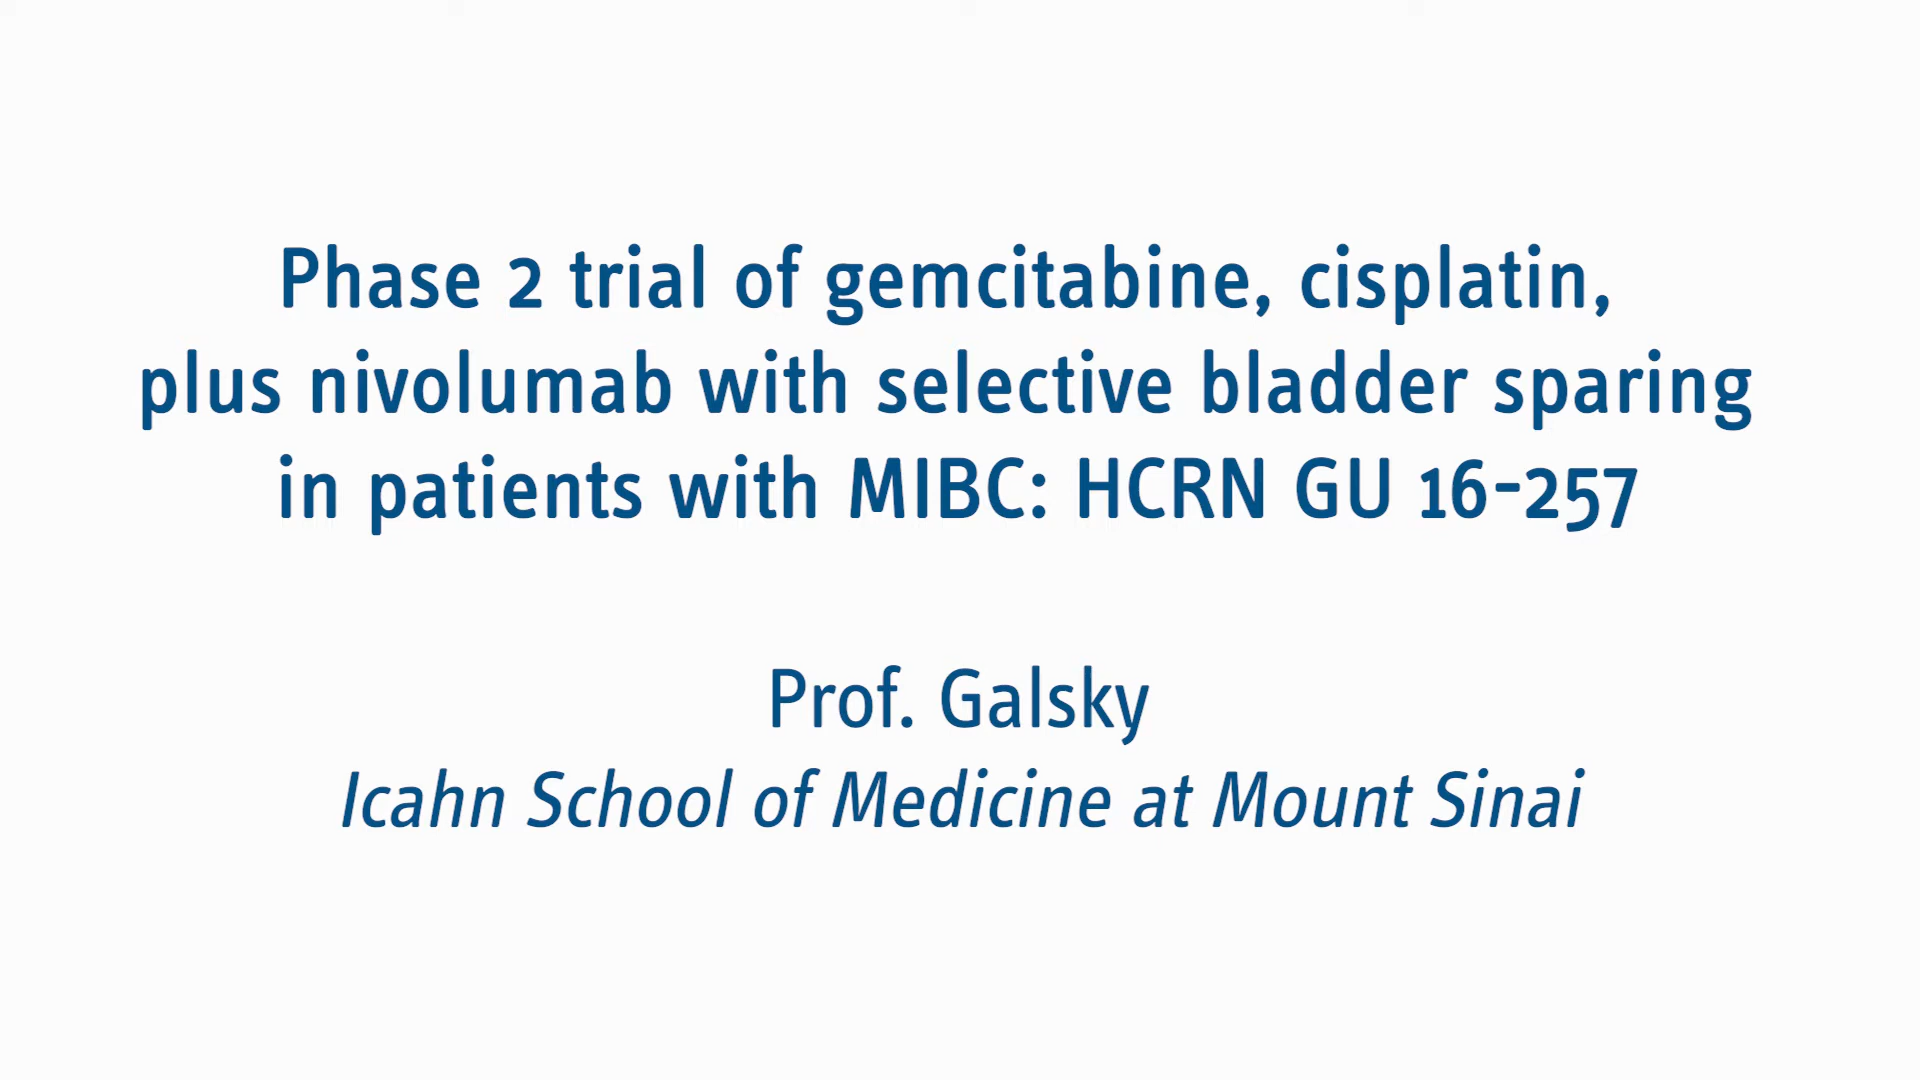 Phase 2 trial of gemcitabine, cisplatin,
plus nivolumab with selective bladder sparing
in patients with MIBC: HCRN GU 16-257
Prof. Galsky
Icahn School of Medicine at Mount Sinai